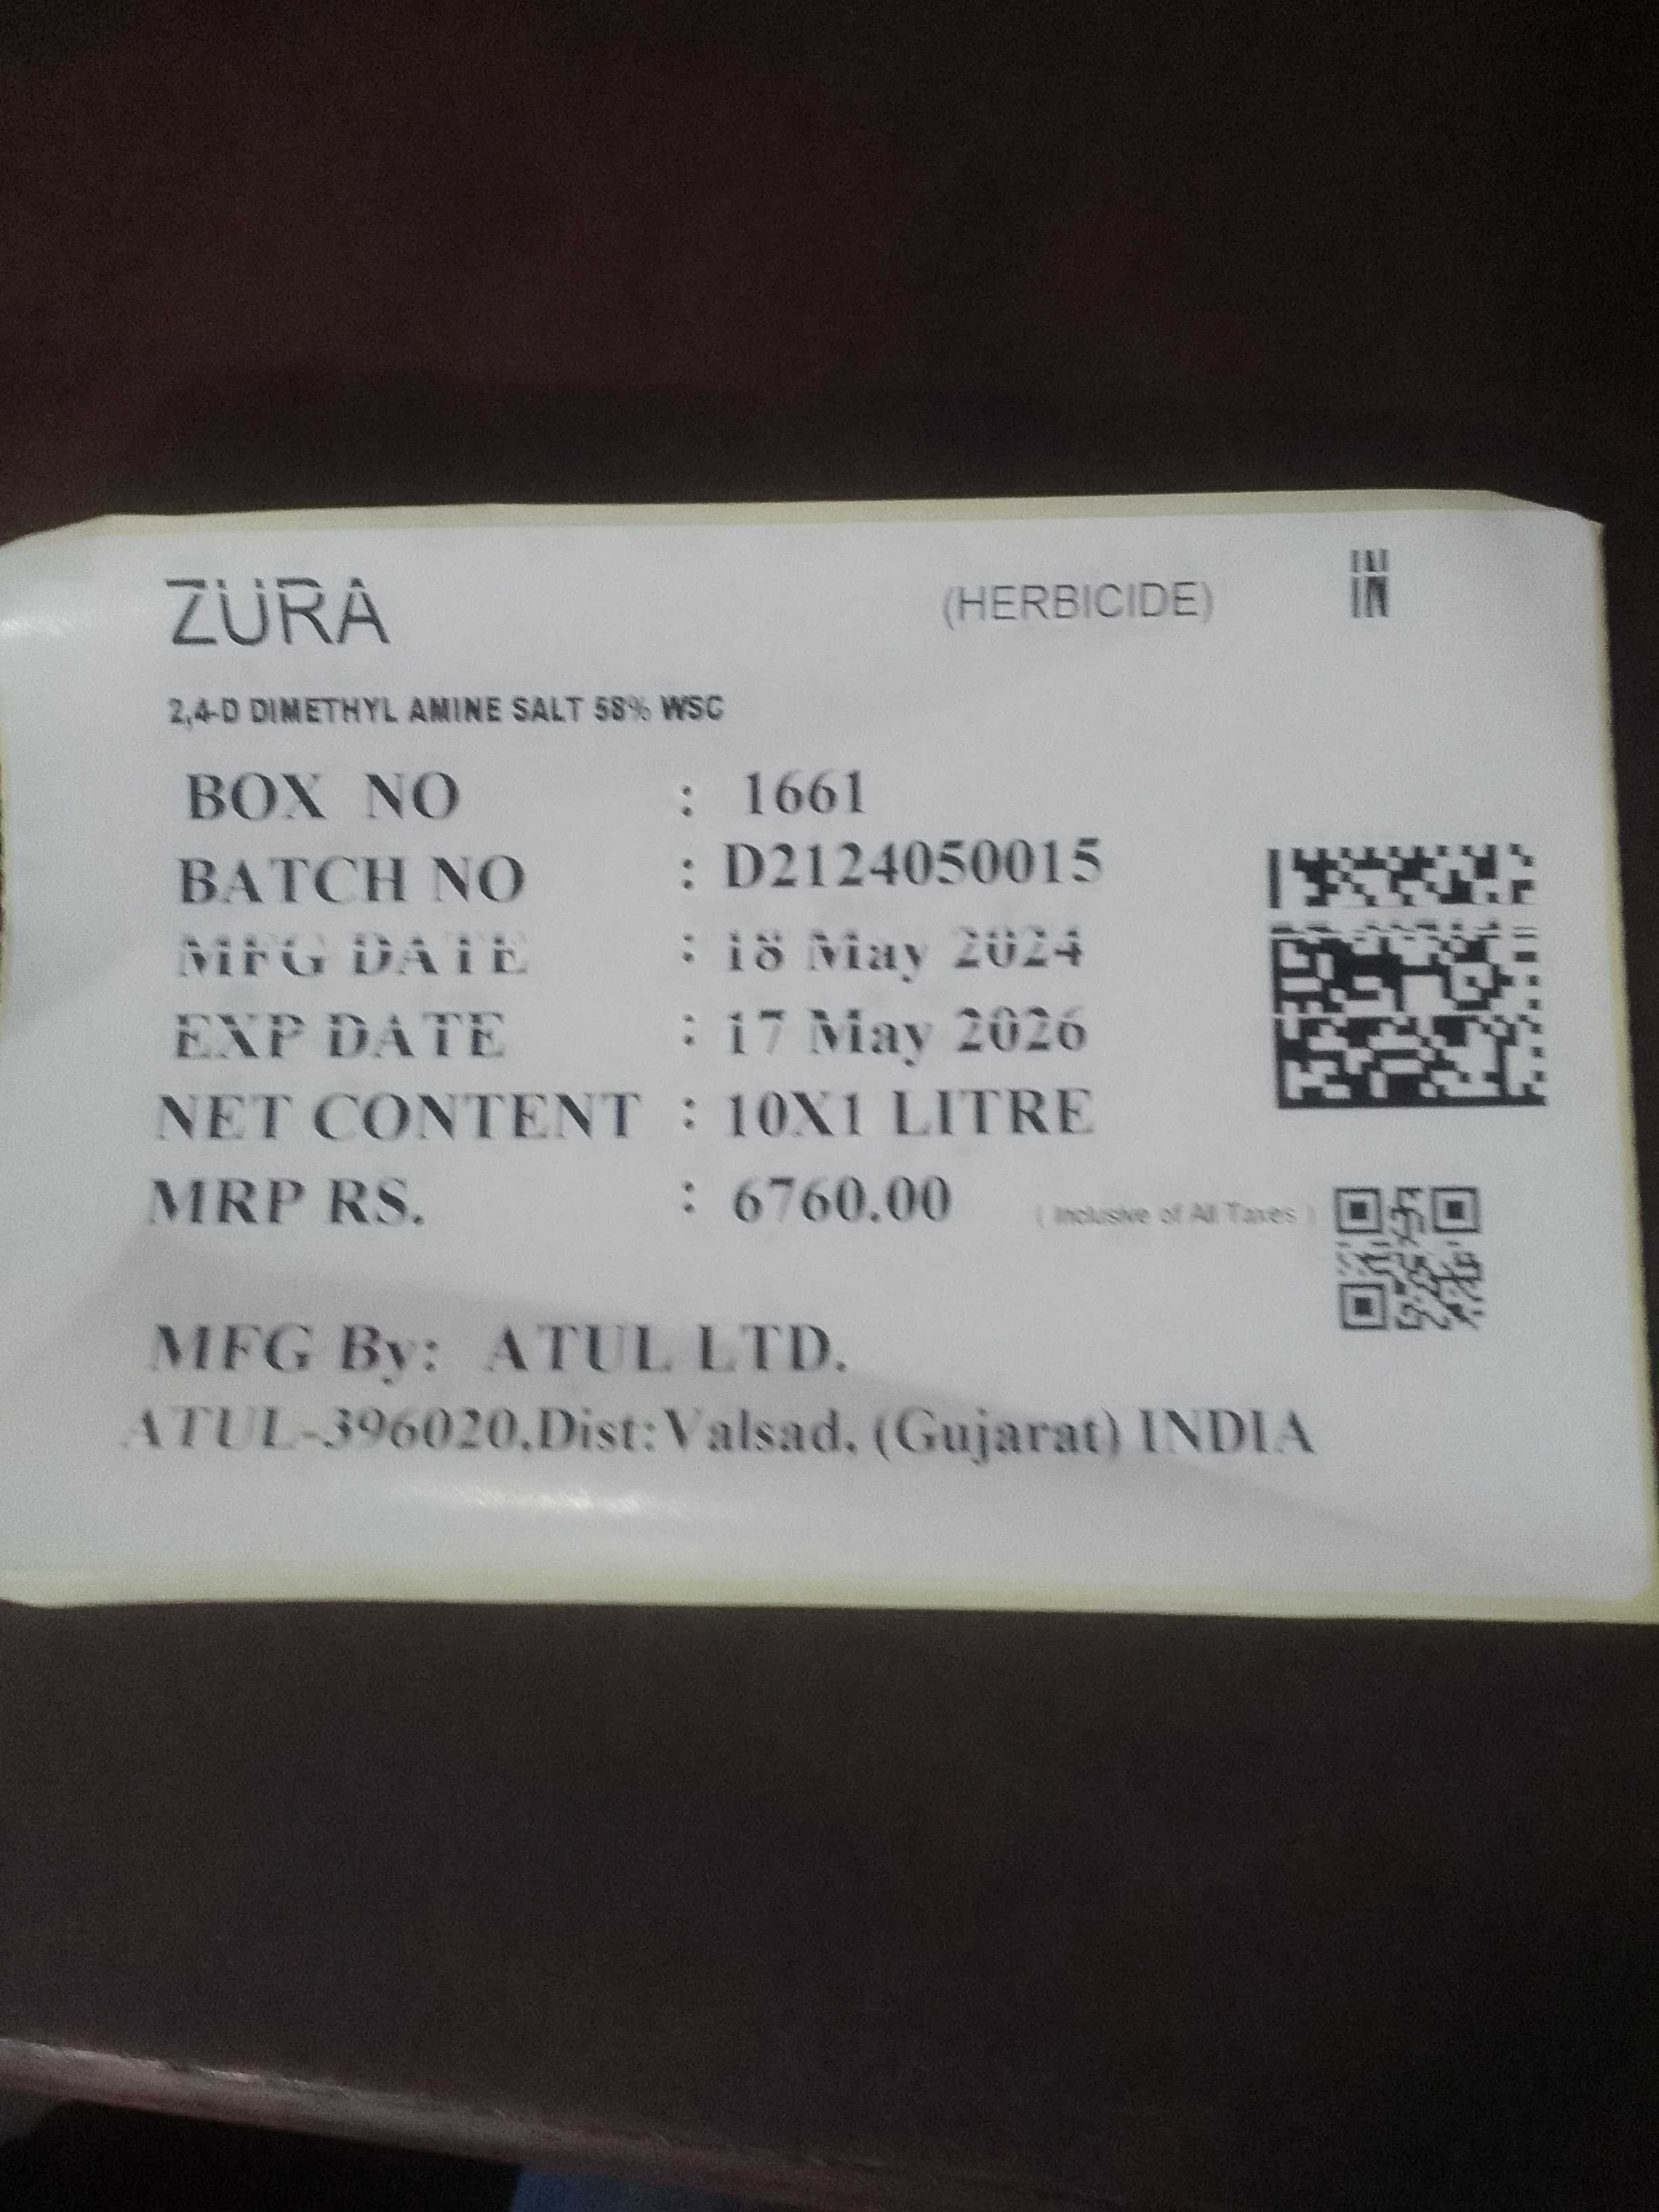 ZURA (HERBICIDE) IN
2,4-D DIMETHYL AMINE SALT 58% WSC
BOX NO : 1661
BATCH NO : D2124050015
MFG DATE : 18 May 2024
EXP DATE : 17 May 2026
NET CONTENT : 10X1 LITRE
MRP RS. : 6760.00 ( Inclusive of All Taxes )
MFG By: ATUL LTD.
ATUL-396020,Dist:Valsad, (Gujarat) INDIA